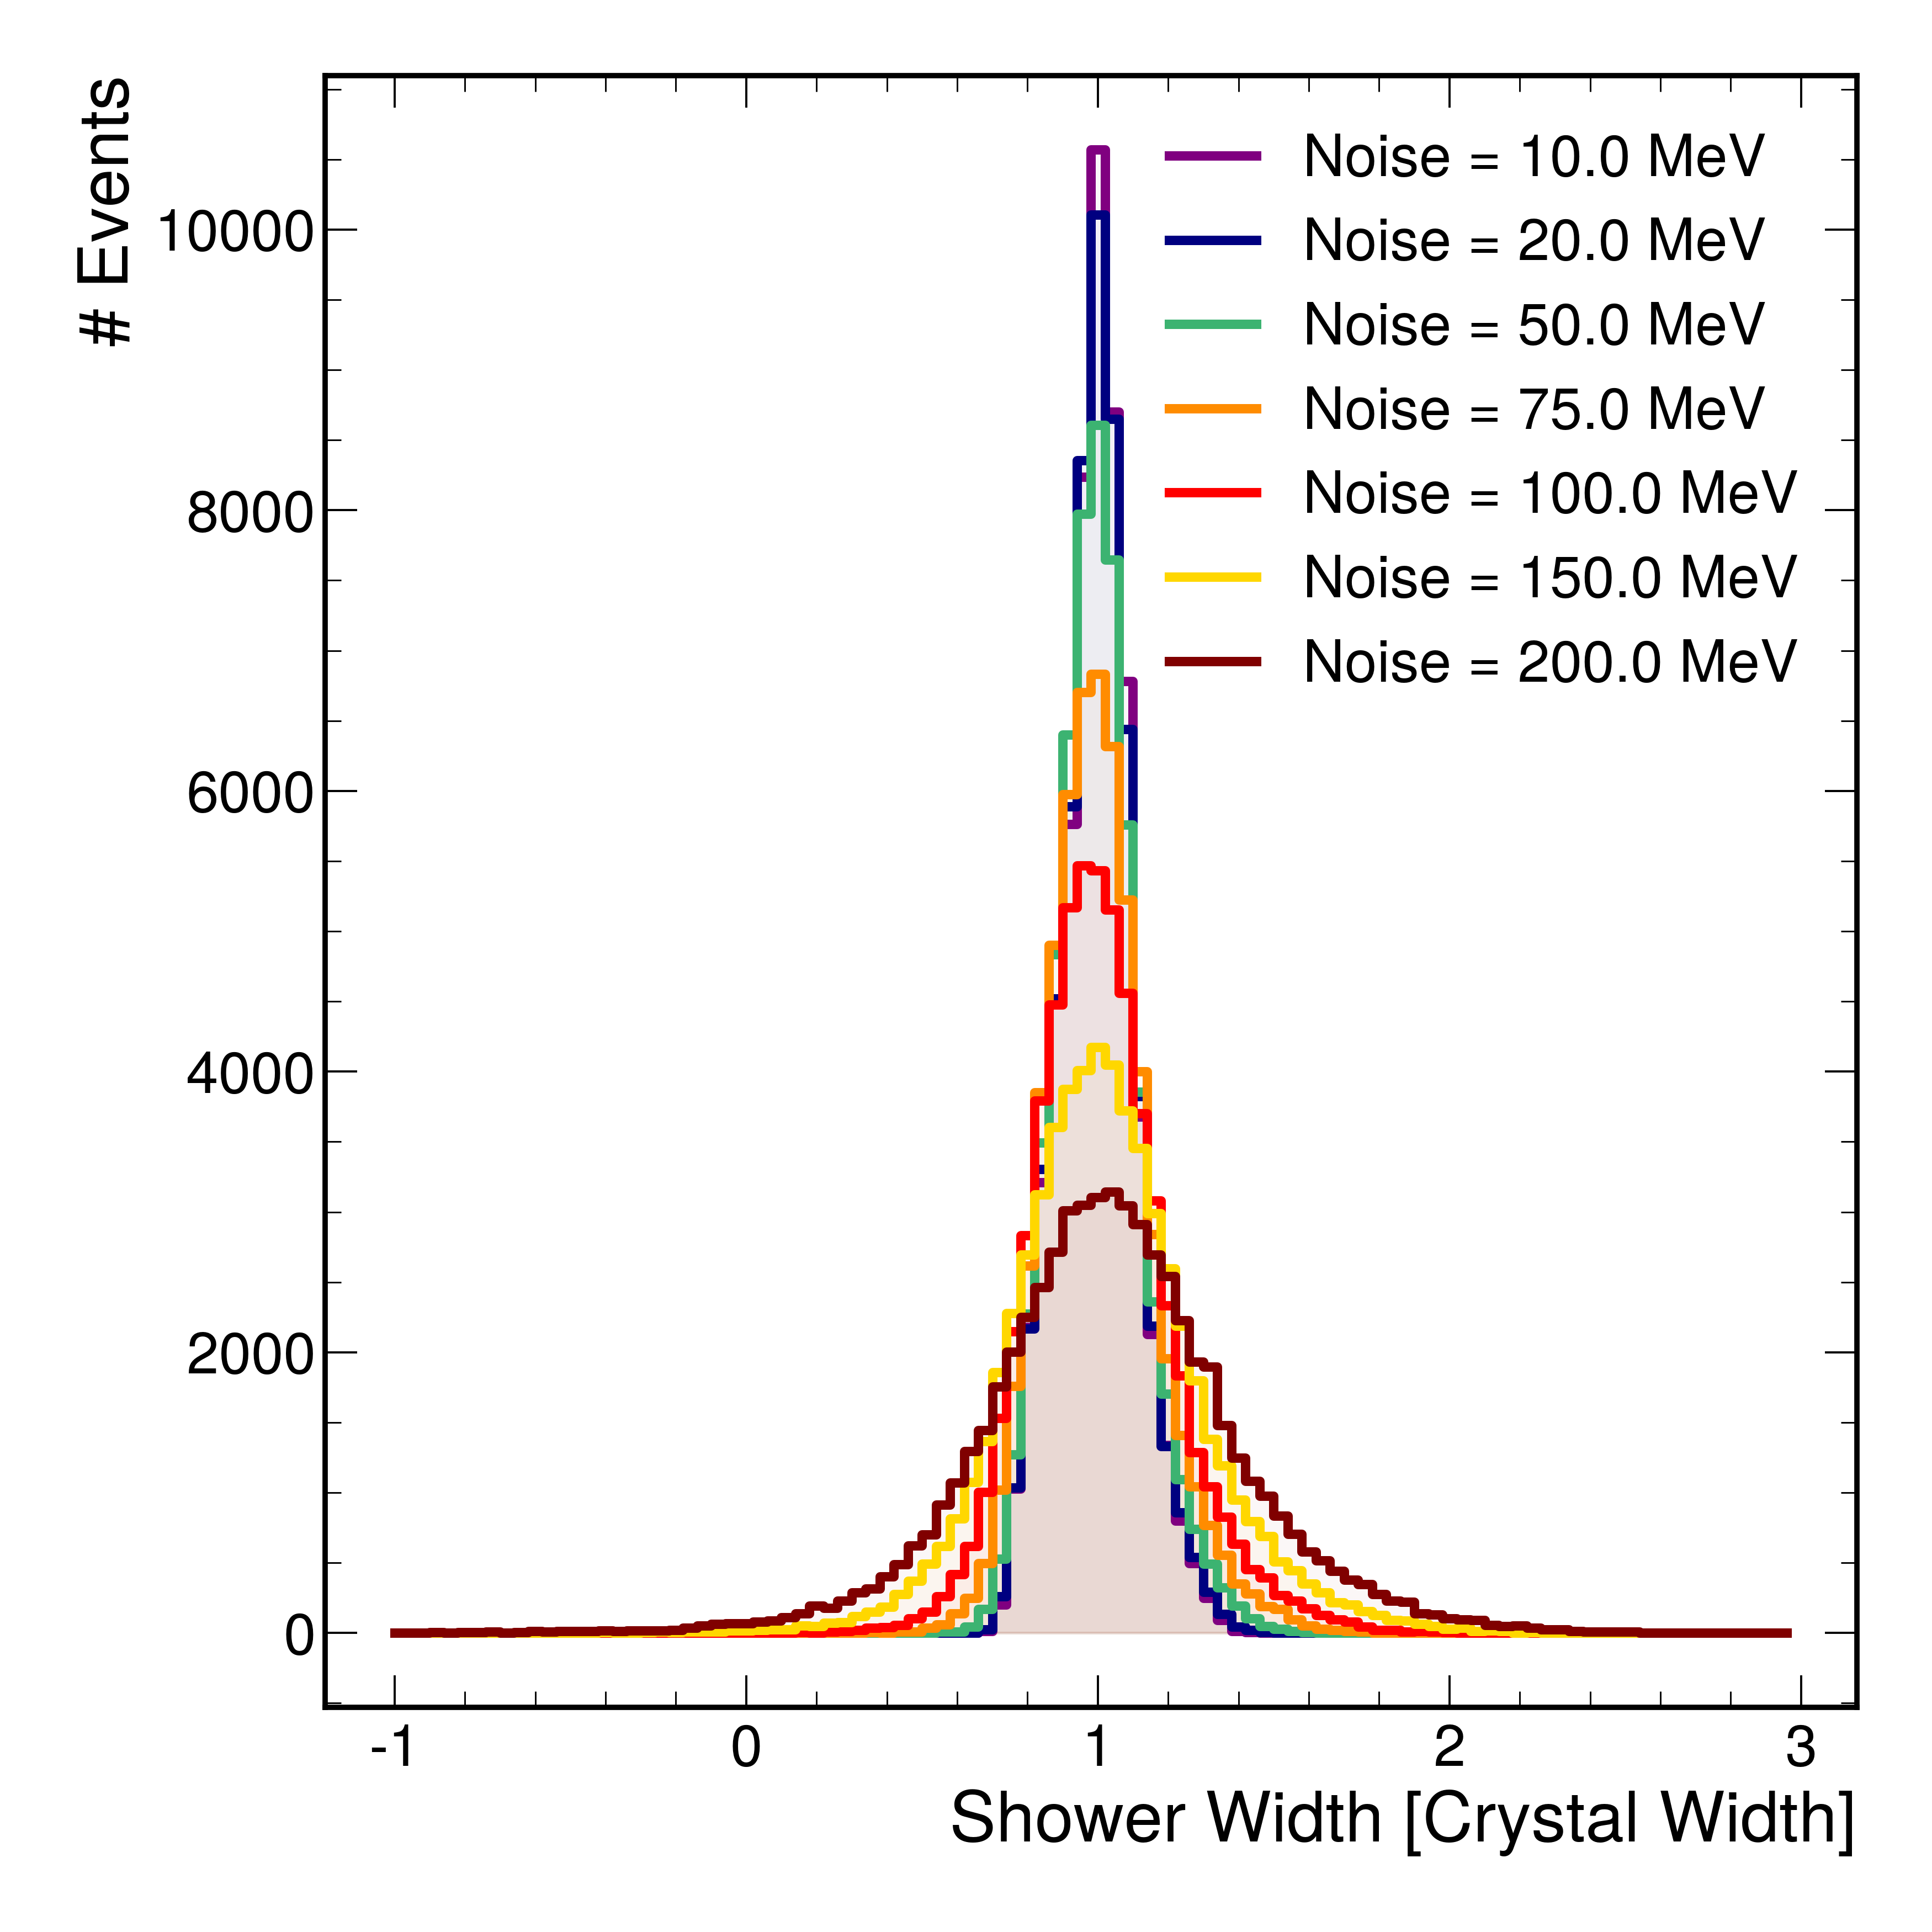 # Events
10000
8000
6000
4000
2000
0
Noise = 10.0 MeV
Noise = 20.0 MeV
Noise = 50.0 MeV
Noise = 75.0 MeV
Noise = 100.0 MeV
Noise = 150.0 MeV
Noise = 200.0 MeV
-1 0 1 2 3
Shower Width [Crystal Width]